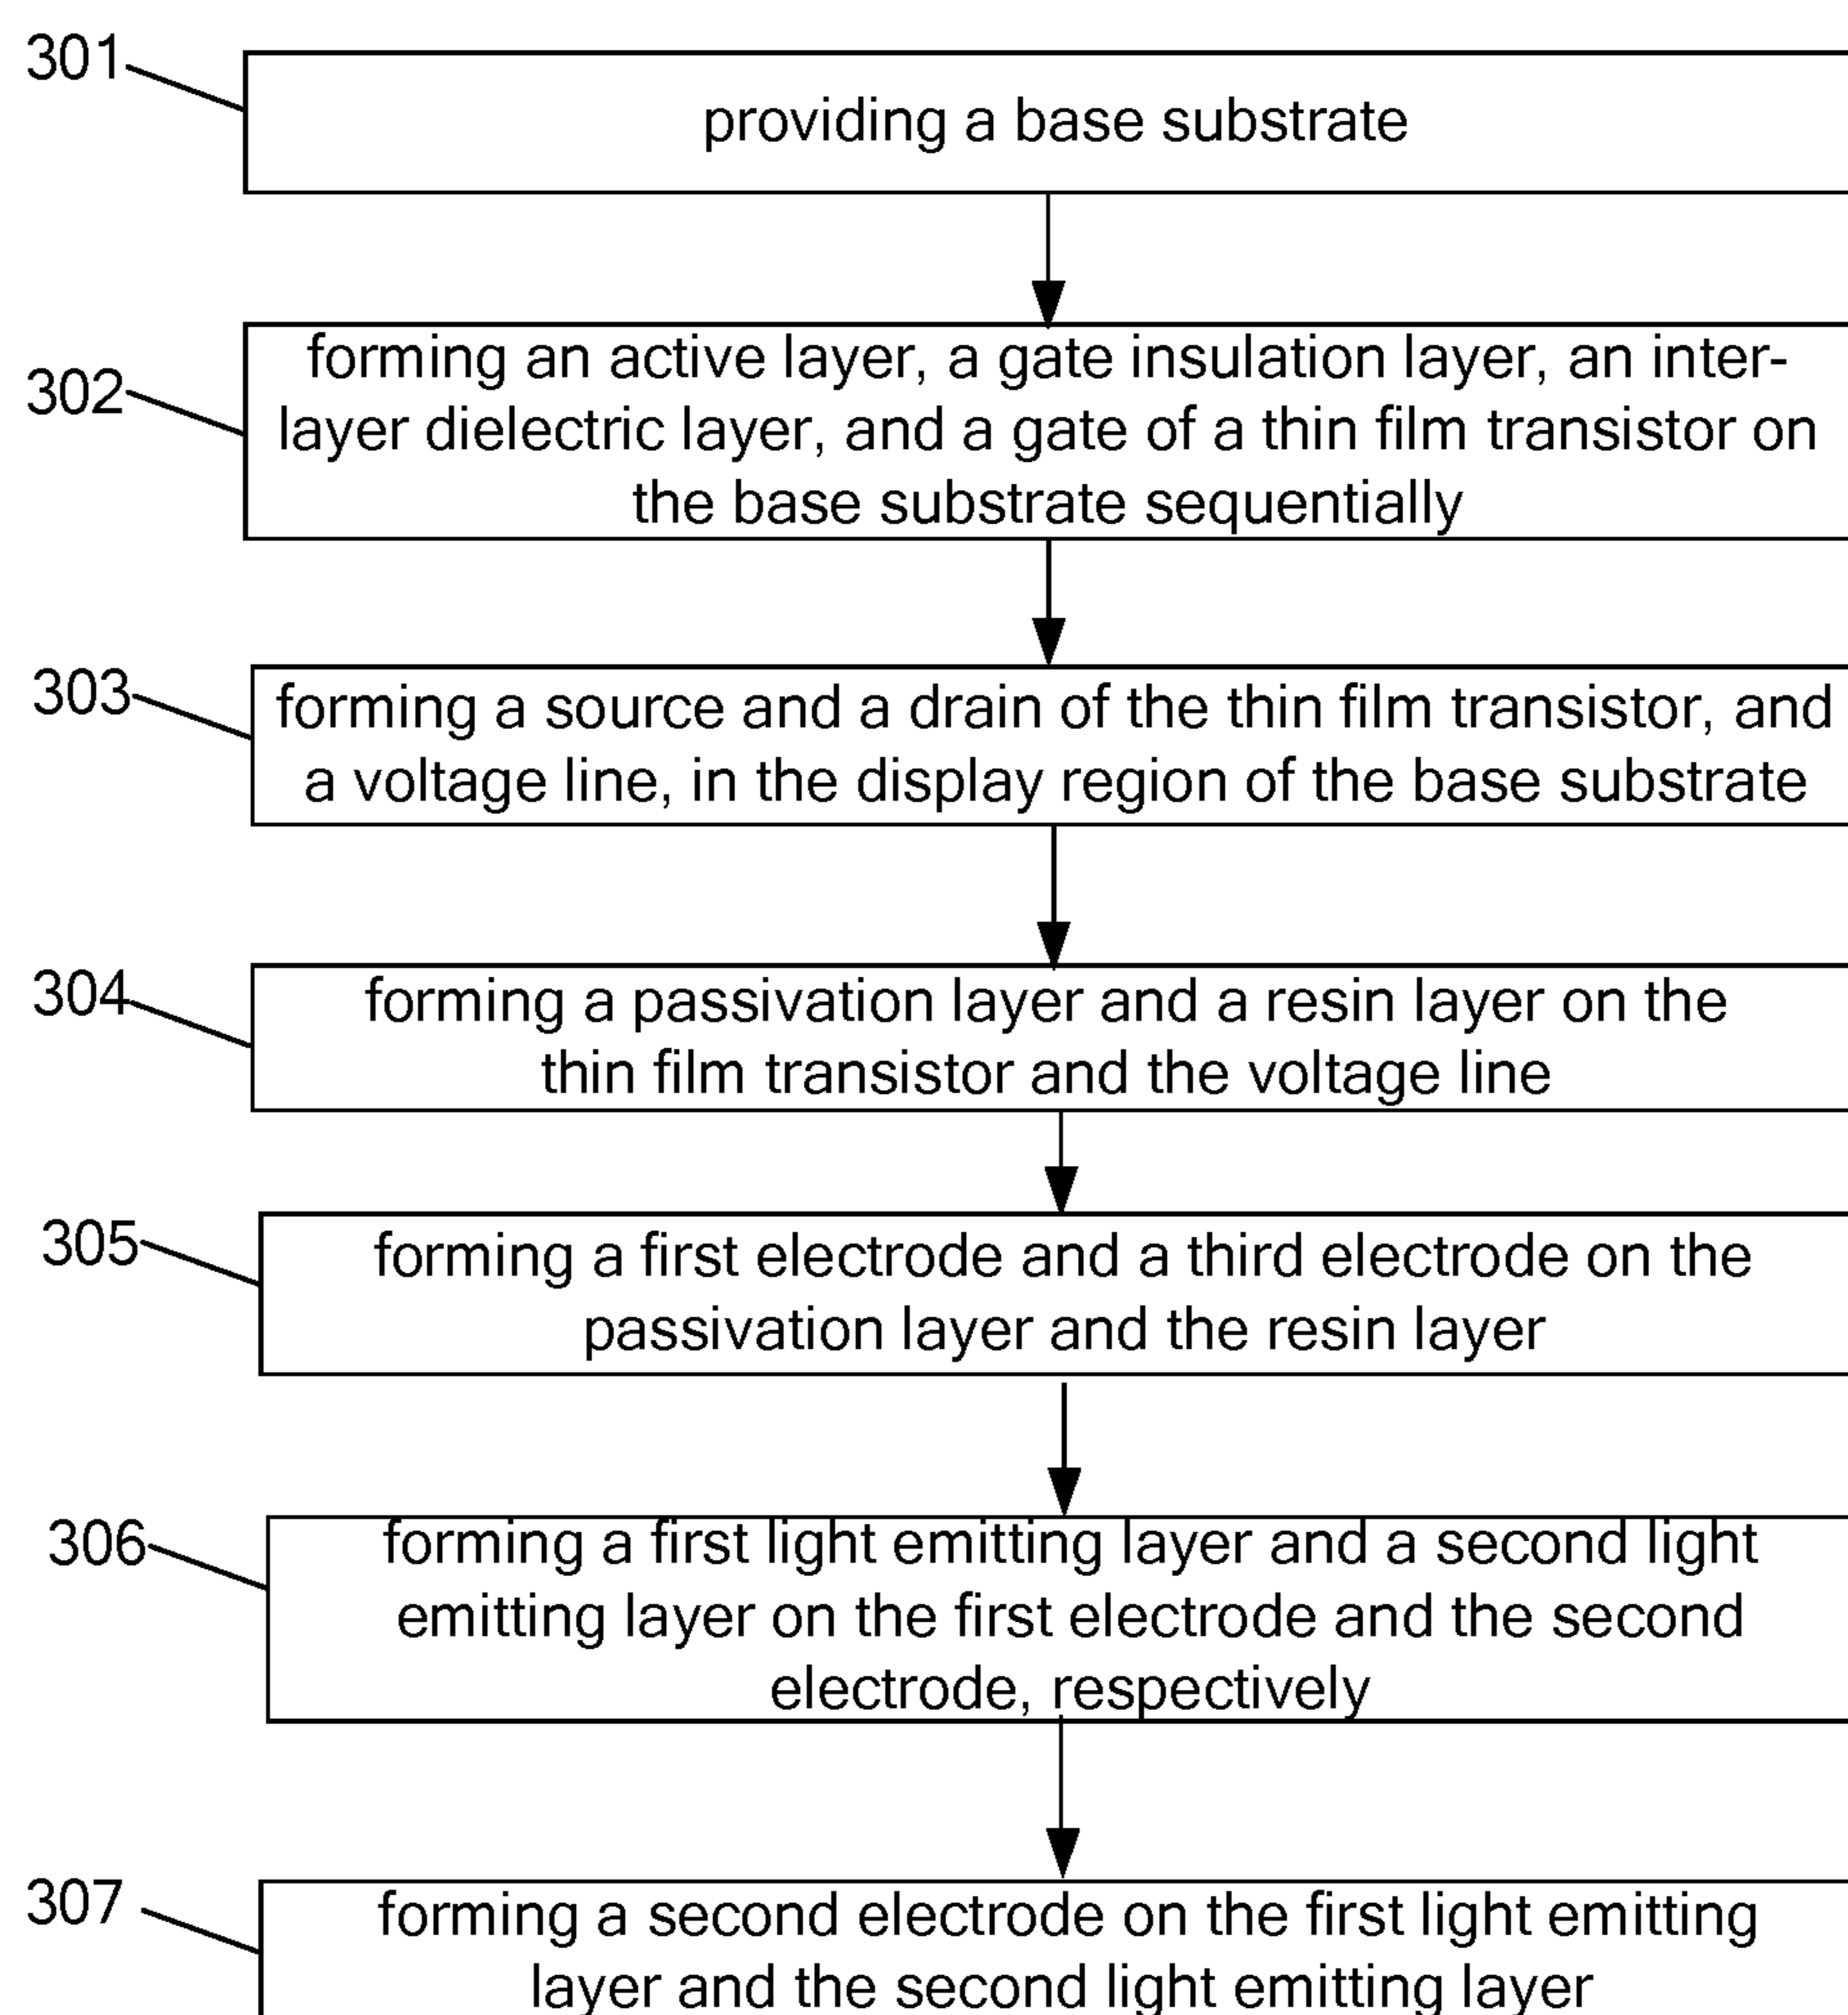 301
providing a base substrate
302
forming an active layer, a gate insulation layer, an inter-
layer dielectric layer, and a gate of a thin film transistor on
the base substrate sequentially
303
forming a source and a drain of the thin film transistor, and
a voltage line, in the display region of the base substrate
304
forming a passivation layer and a resin layer on the
thin film transistor and the voltage line
305
forming a first electrode and a third electrode on the
passivation layer and the resin layer
306
forming a first light emitting layer and a second light
emitting layer on the first electrode and the second
electrode, respectively
307
forming a second electrode on the first light emitting
layer and the second light emitting layer